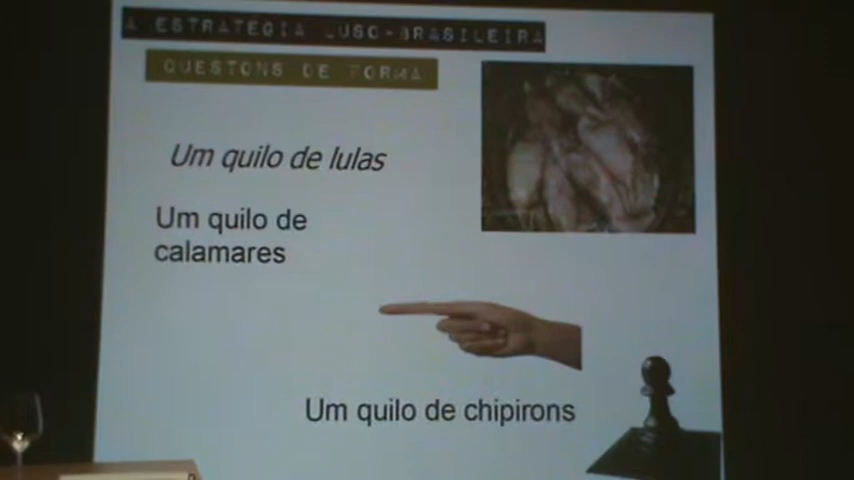 A ESTRATEGIA LUSO-BRASILEIRA
QUESTONS DE FORMA
Um quilo de lulas
Um quilo de
calamares
Um quilo de chipirons